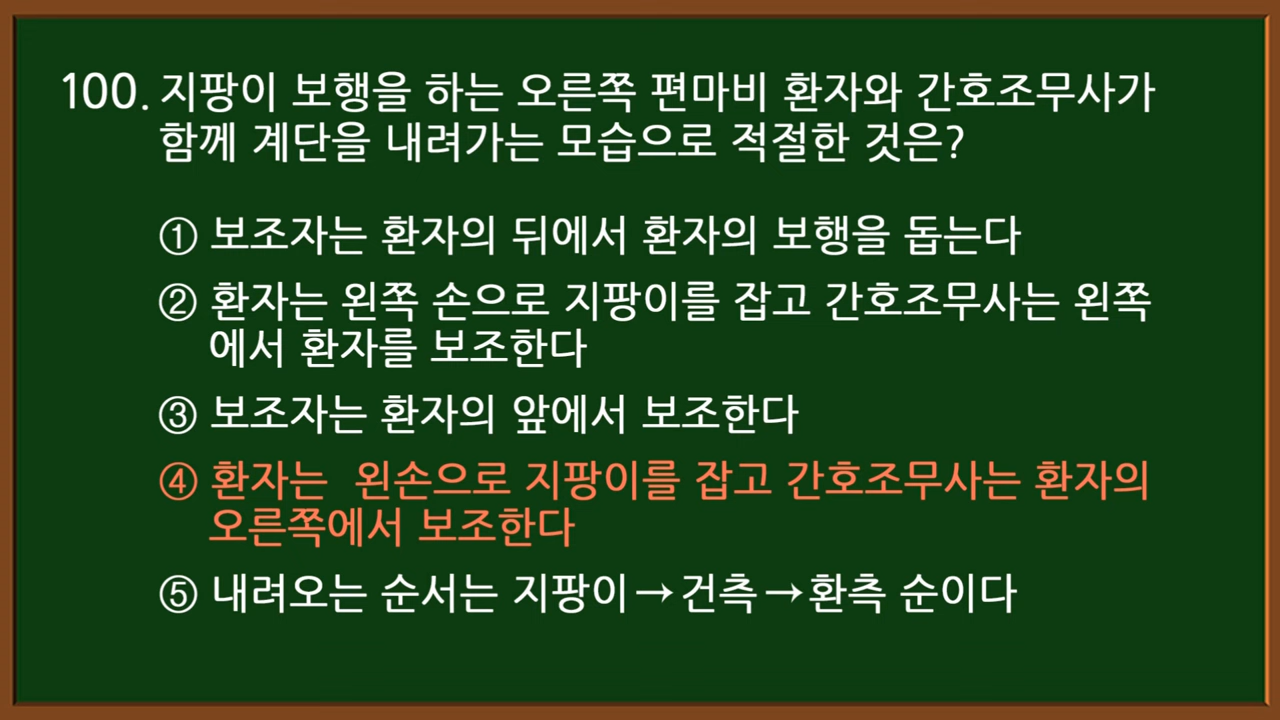 100. 지팡이 보행을 하는 오른쪽 편마비 환자와 간호조무사가
함께 계단을 내려가는 모습으로 적절한 것은?
① 보조자는 환자의 뒤에서 환자의 보행을 돕는다
② 환자는 왼쪽 손으로 지팡이를 잡고 간호조무사는 왼쪽
에서 환자를 보조한다
③ 보조자는 환자의 앞에서 보조한다
④ 환자는 왼손으로 지팡이를 잡고 간호조무사는 환자의
오른쪽에서 보조한다
⑤ 내려오는 순서는 지팡이→건측→환측 순이다